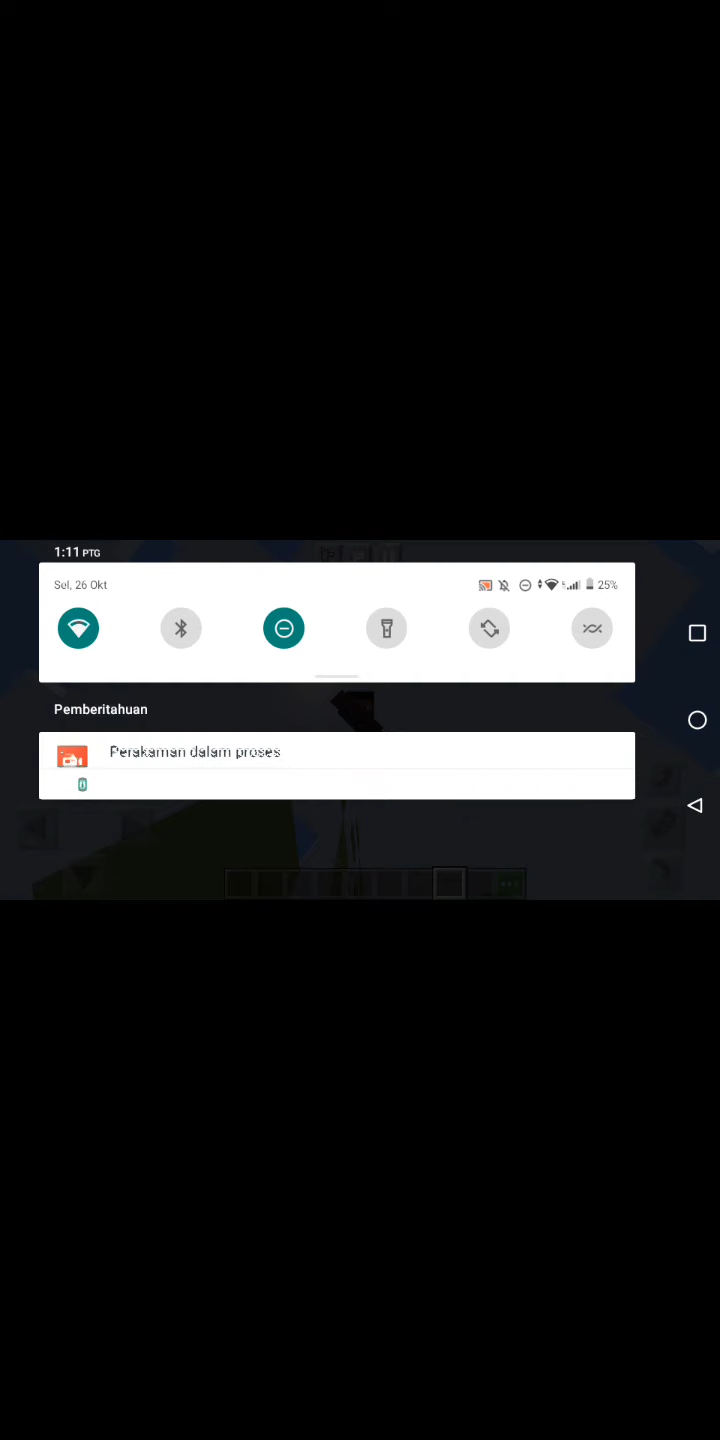 1:11 PTG
Sel, 26 Okt
25%
Pemberitahuan
Perakaman dalam proses